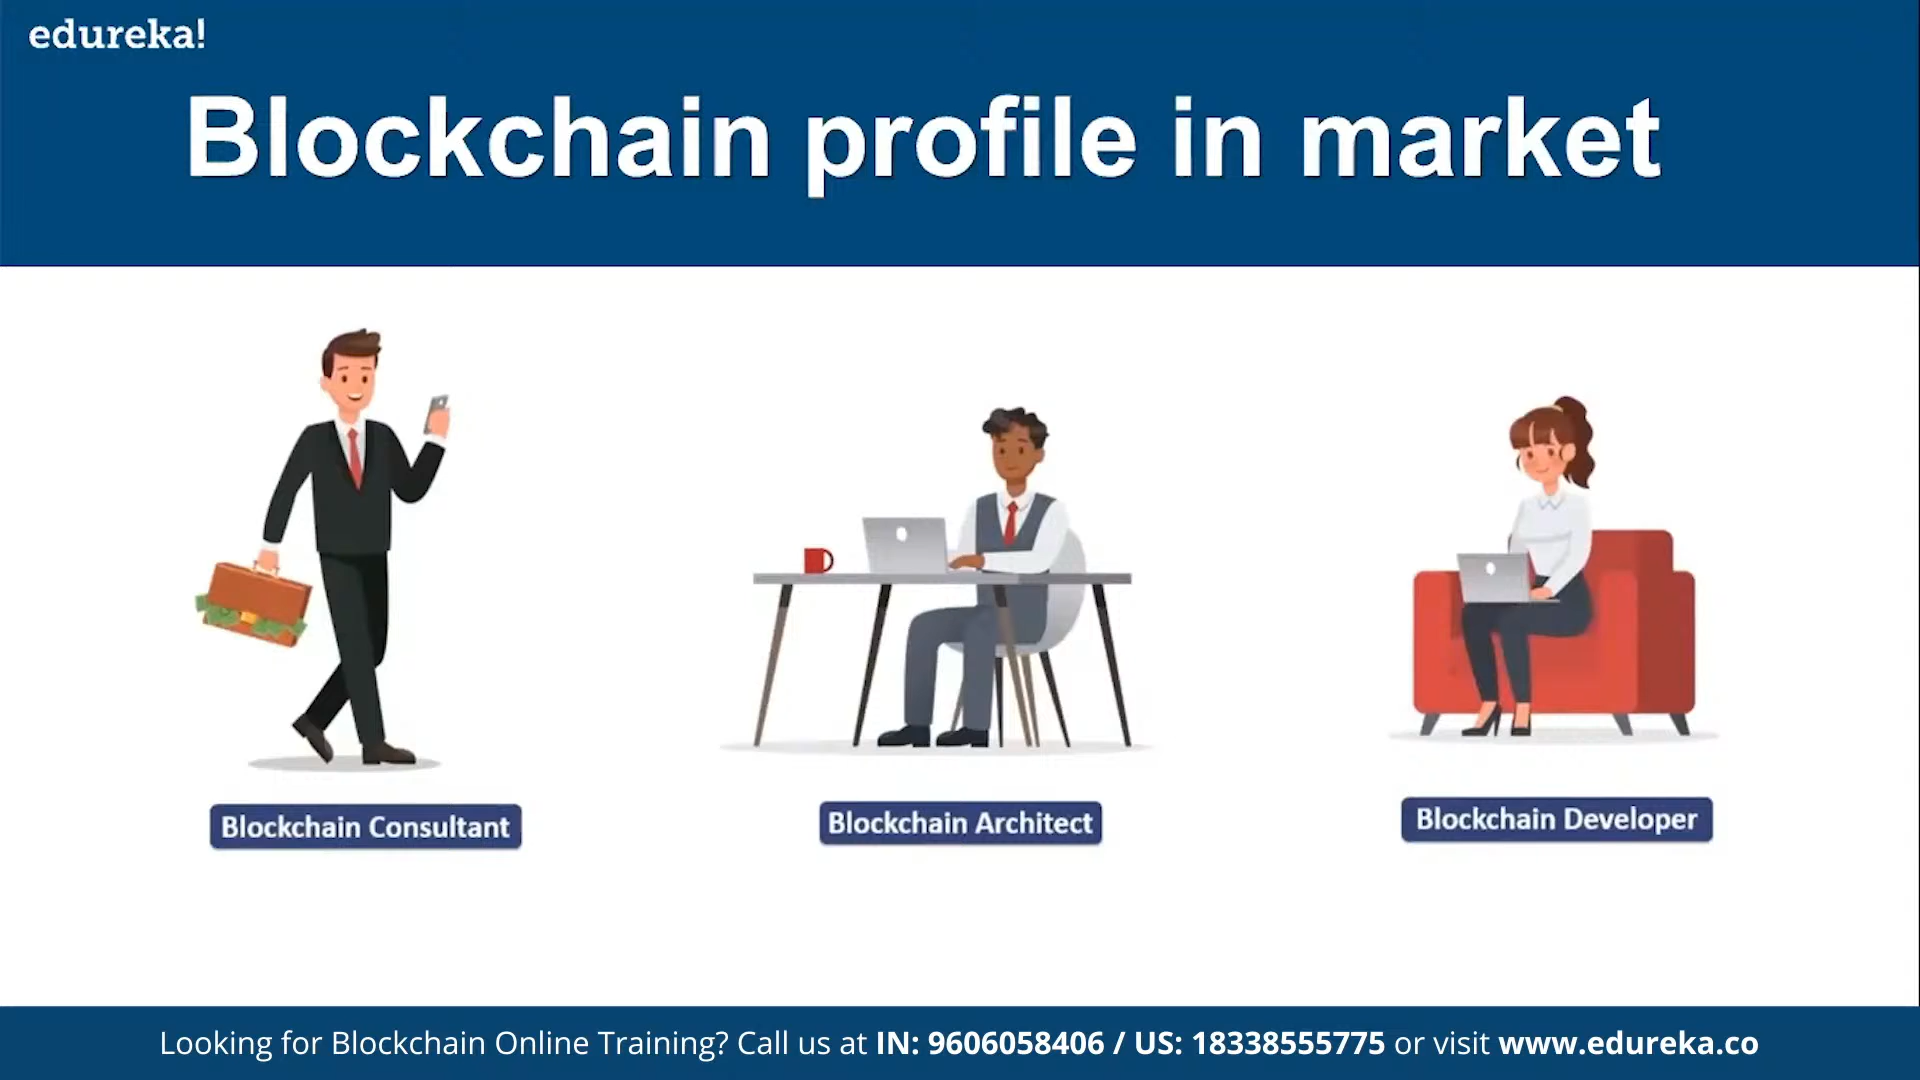 edureka!
Blockchain profile in market
Blockchain Consultant
Blockchain Architect
Blockchain Developer
Looking for Blockchain Online Training? Call us at IN: 9606058406 / US: 18338555775 or visit www.edureka.co